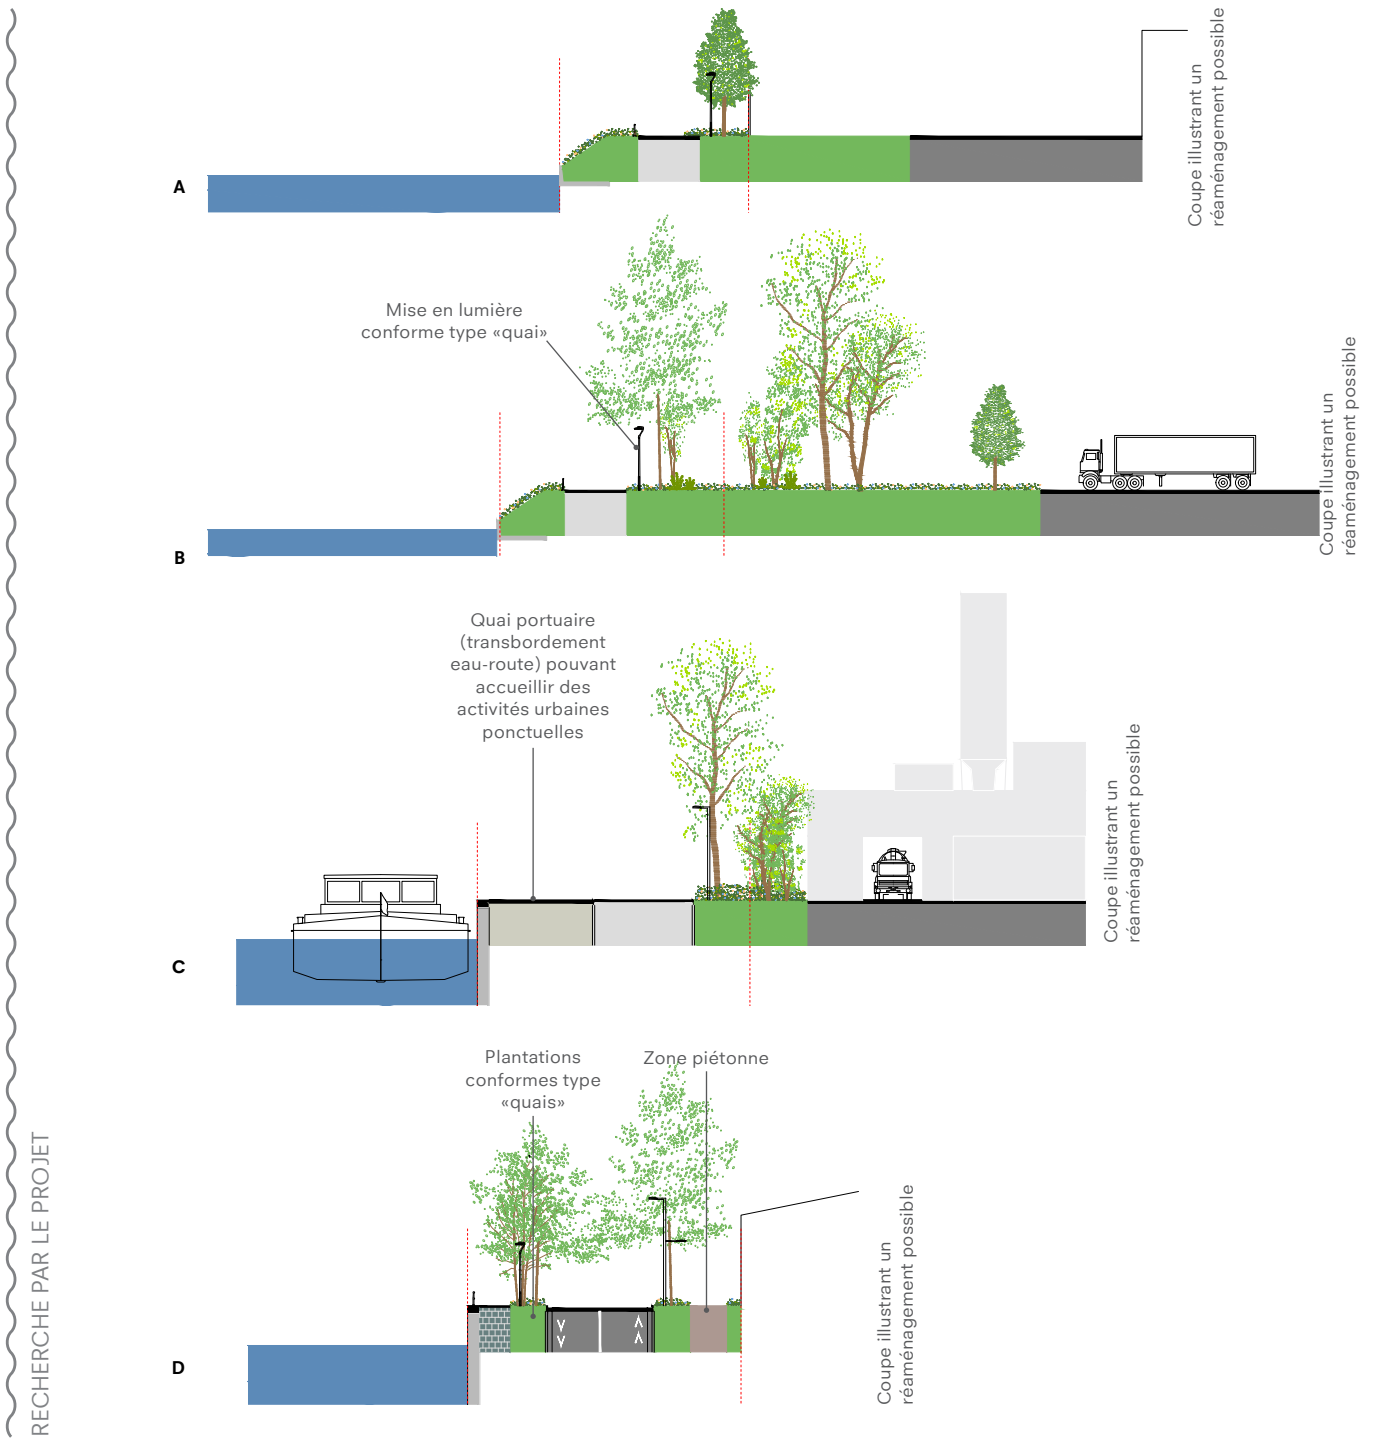 A
Coupe illustrant un
réaménagement possible
Mise en lumière
conforme type «quai»
B
Coupe illustrant un
réaménagement possible
Quai portuaire
(transbordement
eau-route) pouvant
accueillir des
activités urbaines
ponctuelles
C
Coupe illustrant un
réaménagement possible
Plantations
conformes type
«quais»
Zone piétonne
D
Coupe illustrant un
réaménagement possible
RECHERCHE PAR LE PROJET